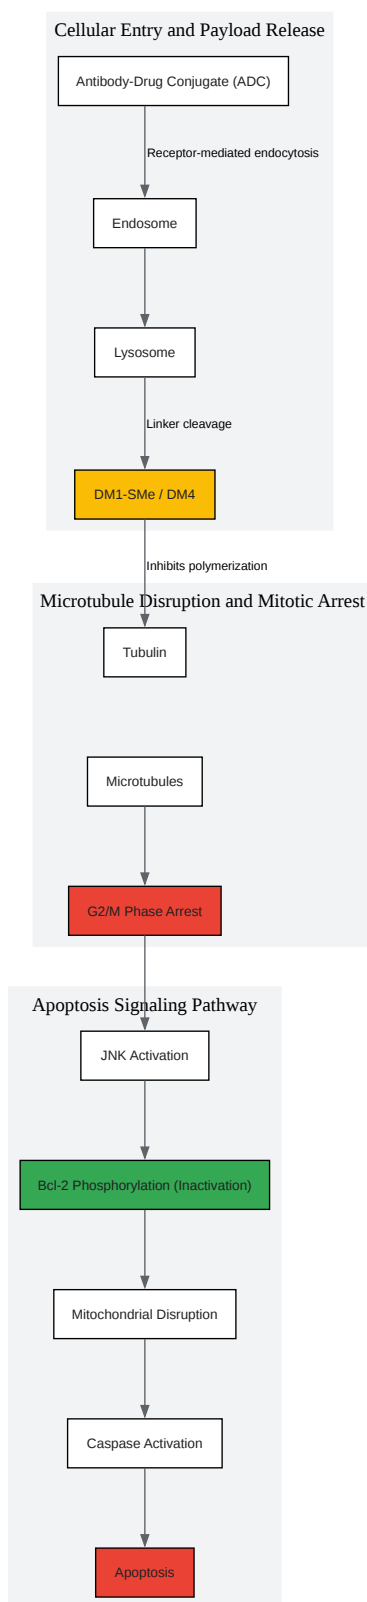 Cellular Entry and Payload Release
Antibody-Drug Conjugate (ADC)
Receptor-mediated endocytosis
Endosome
Lysosome
Linker cleavage
DM1-SMe / DM4
Inhibits polymerization
Microtubule Disruption and Mitotic Arrest
Tubulin
Microtubules
G2/M Phase Arrest
Apoptosis Signaling Pathway
JNK Activation
Bcl-2 Phosphorylation (Inactivation)
Mitochondrial Disruption
Caspase Activation
Apoptosis